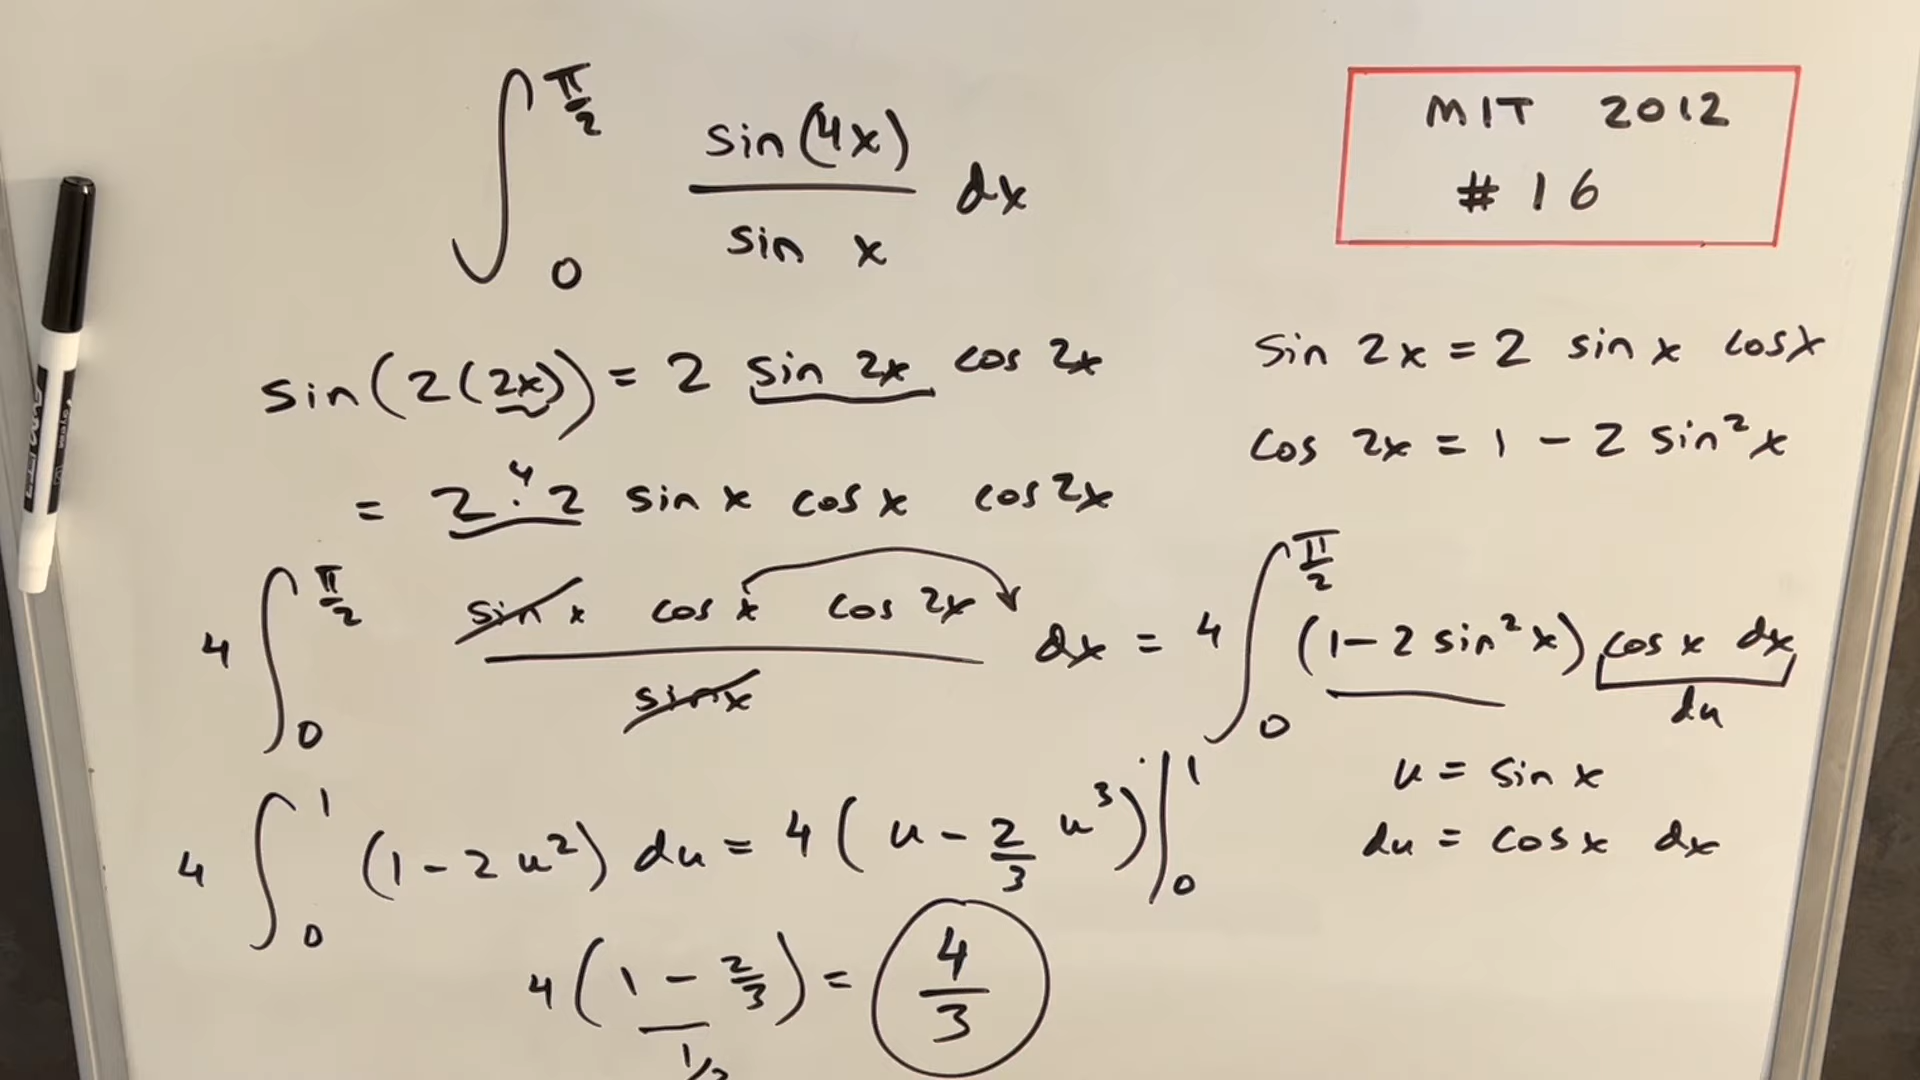 ∫₀^(π/2) sin(4x) / sin x dx
MIT 2012
# 16
sin(2(2x)) = 2 sin 2x cos 2x
sin 2x = 2 sin x cos x
cos 2x = 1 - 2 sin² x
= 2 · 2 sin x cos x cos 2x
4
4 ∫₀^(π/2) sin x cos x cos 2x / sin x dx = 4 ∫₀^(π/2) (1 - 2 sin² x) cos x dx
du
u = sin x
du = cos x dx
4 ∫₀^1 (1 - 2u²) du = 4 (u - 2/3 u³) |₀^1
4 (1 - 2/3) = 4/3